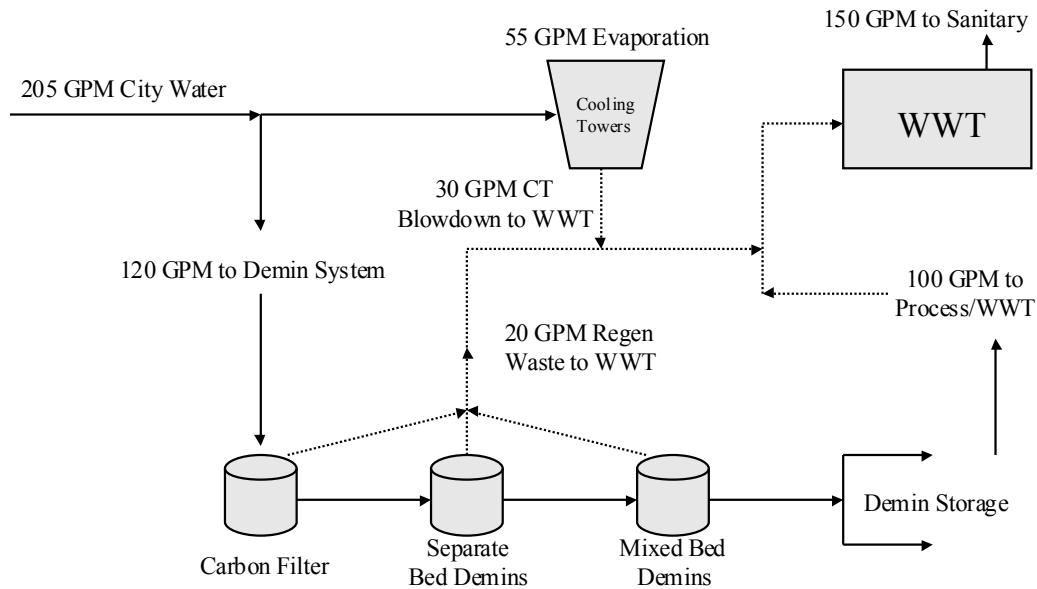 150 GPM to Sanitary
55 GPM Evaporation
205 GPM City Water
Cooling
Towers
WWT
30 GPM CT
Blowdown to WWT
120 GPM to Demin System
100 GPM to
Process/WWT
20 GPM Regen
Waste to WWT
Demin Storage
Carbon Filter
Separate
Bed Demins
Mixed Bed
Demins